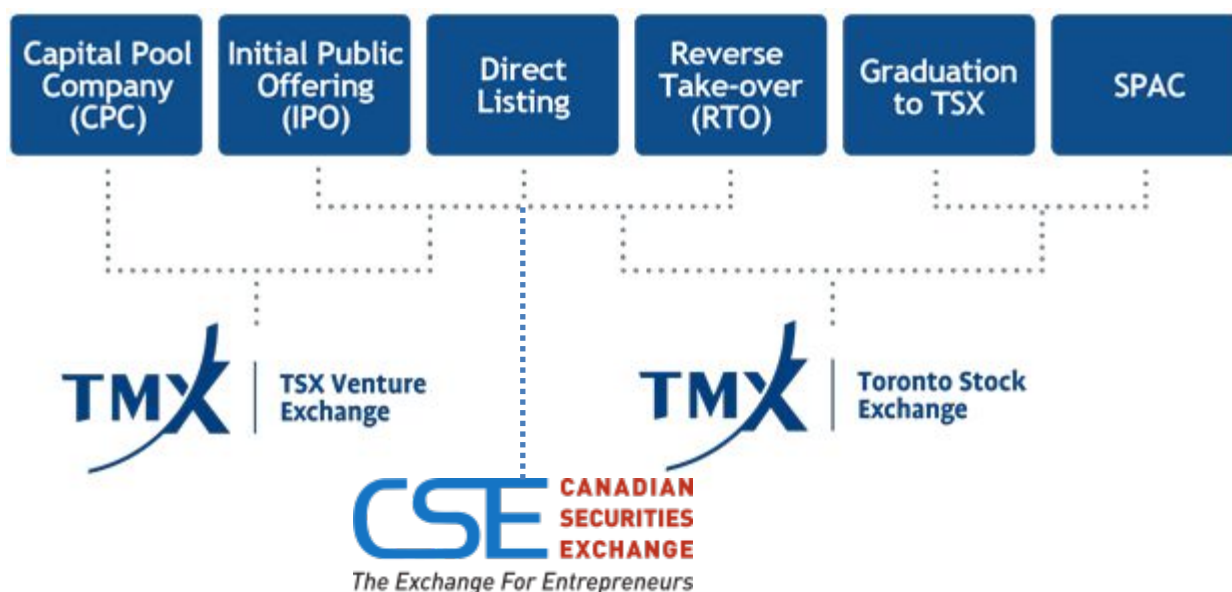 Capital Pool
Company
(CPC)
Initial Public
Offering
(IPO)
Direct
Listing
Reverse
Take-over
(RTO)
Graduation
to TSX
SPAC
TMX
TSX Venture
Exchange
TMX
Toronto Stock
Exchange
CSE
CANADIAN
SECURITIES
EXCHANGE
The Exchange For Entrepreneurs